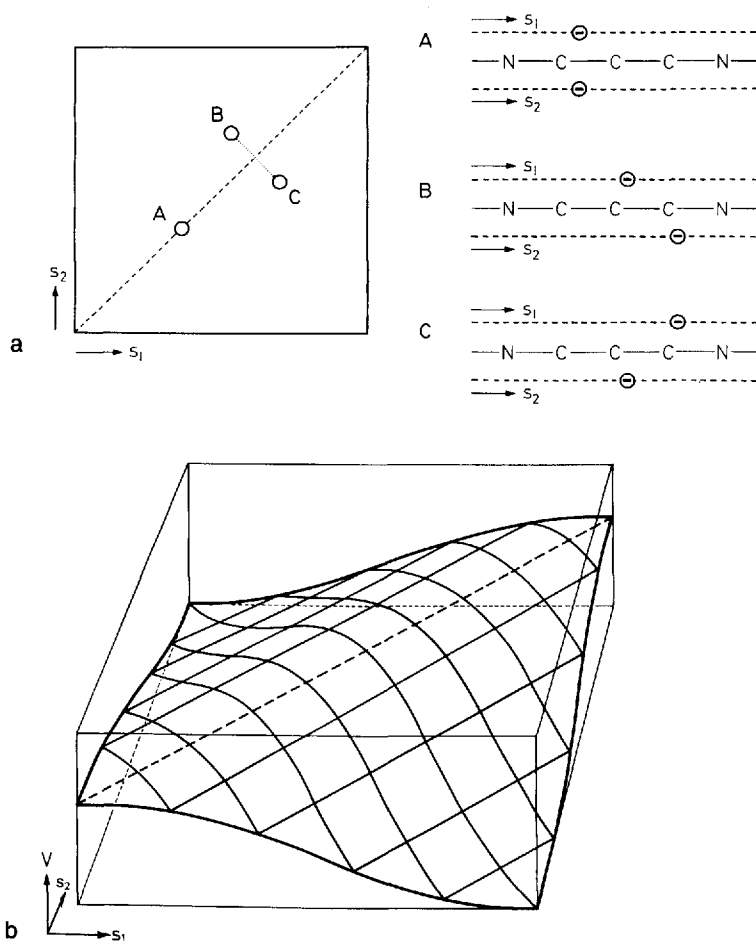 B
C
A
S₂
S₁
a
A
S₁
⊖
— N — C — C — C — N —
⊖
S₂
B
S₁
⊖
— N — C — C — C — N —
⊖
S₂
C
S₁
⊖
— N — C — C — C — N —
⊖
S₂
V
S₂
S₁
b